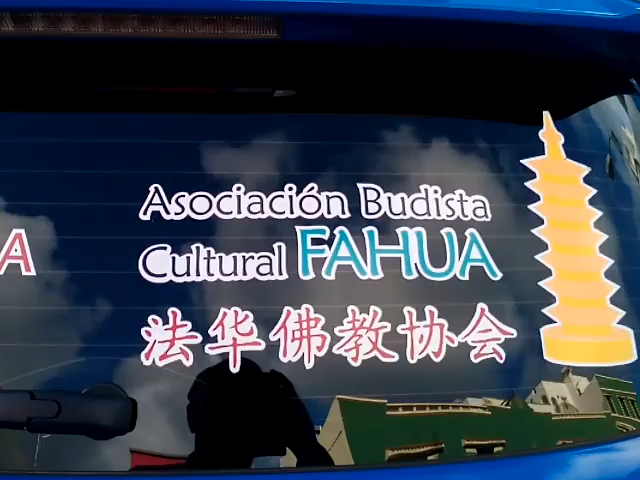 Asociación Budista
Cultural FAHUA
A
法华佛教协会